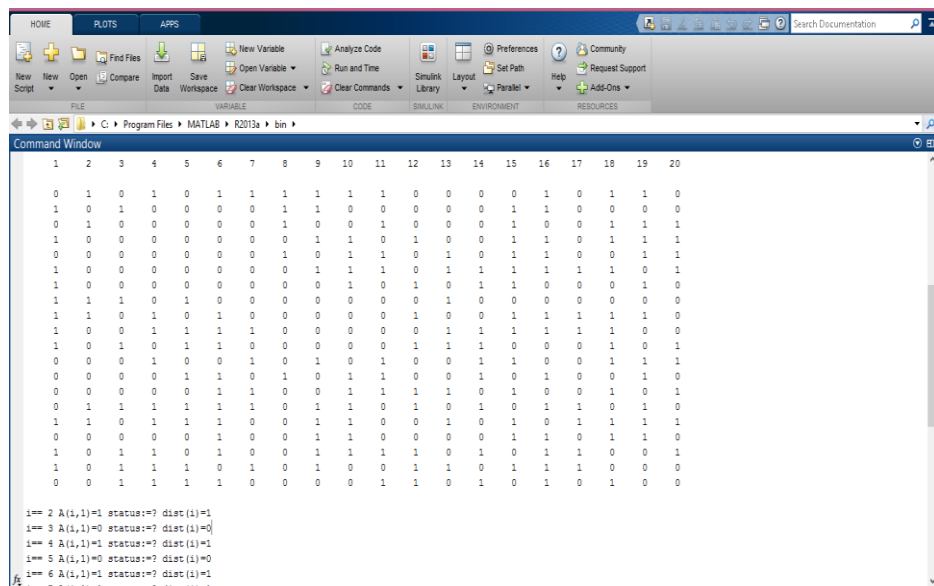 HOME PLOTS APPS
Search Documentation
New Script
New
Open
Find Files
Compare
Import Data
Save Workspace
New Variable
Open Variable
Clear Workspace
Analyze Code
Run and Time
Clear Commands
Simulink Library
Layout
Preferences
Set Path
Parallel
Help
Community
Request Support
Add-Ons
FILE VARIABLE CODE SIMULINK ENVIRONMENT RESOURCES
C: Program Files MATLAB R2013a bin
Command Window
1 2 3 4 5 6 7 8 9 10 11 12 13 14 15 16 17 18 19 20
0 1 0 1 0 1 1 1 1 1 1 0 0 0 0 1 0 1 1 0
1 0 1 0 0 0 0 1 1 0 0 0 0 0 1 1 0 0 0 0
0 1 0 0 0 0 0 1 0 0 1 0 0 0 1 0 0 1 1 1
1 0 0 0 0 0 0 0 1 1 0 1 0 0 1 1 0 1 1 1
0 0 0 0 0 0 0 1 0 1 1 0 1 0 1 1 0 0 1 1
1 0 0 0 0 0 0 0 1 1 1 0 1 1 1 1 1 1 0 1
1 0 0 0 0 0 0 0 0 1 0 1 0 1 1 0 0 0 1 0
1 1 1 0 1 0 0 0 0 0 0 0 1 0 0 0 0 0 0 0
1 1 0 1 0 1 0 0 0 0 0 1 0 0 1 1 1 1 1 0
1 0 0 1 1 1 1 0 0 0 0 0 1 1 1 1 1 1 0 0
1 0 1 0 1 1 0 0 0 0 0 1 1 1 0 0 0 1 0 1
0 0 0 1 0 0 1 0 1 0 1 0 0 1 1 0 0 1 1 1
0 0 0 0 1 1 0 1 0 1 1 0 0 1 0 1 0 0 1 0
0 0 0 0 0 1 1 0 0 1 1 1 1 0 1 0 0 1 0 1
0 1 1 1 1 1 1 0 1 1 0 1 0 1 0 1 1 0 1 0
1 1 0 1 1 1 0 0 1 1 0 0 1 0 1 0 1 1 1 1
0 0 0 0 0 1 0 0 1 1 0 0 0 0 1 1 0 1 1 0
1 0 1 1 0 1 0 0 1 1 1 1 0 1 0 1 1 0 0 1
1 0 1 1 1 0 1 0 1 0 0 1 1 0 1 1 1 0 0 0
0 0 1 1 1 1 0 0 0 0 1 1 0 1 0 1 0 1 0 0
i== 2 A(i,1)=1 status:=? dist(i)=1
i== 3 A(i,1)=0 status:=? dist(i)=0
i== 4 A(i,1)=1 status:=? dist(i)=1
i== 5 A(i,1)=0 status:=? dist(i)=0
fx i== 6 A(i,1)=1 status:=? dist(i)=1